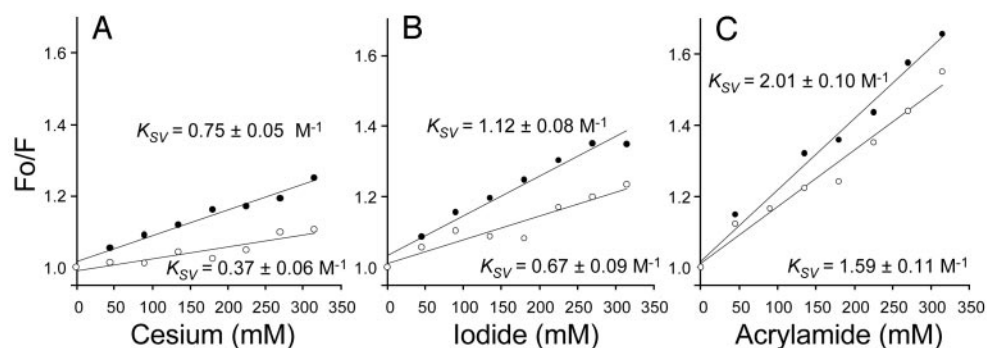 A
B
C
Fo/F
1.6
1.4
1.2
1.0
K_SV = 0.75 ± 0.05 M⁻¹
K_SV = 0.37 ± 0.06 M⁻¹
0 50 100 150 200 250 300 350
Cesium (mM)
1.6
1.4
1.2
1.0
K_SV = 1.12 ± 0.08 M⁻¹
K_SV = 0.67 ± 0.09 M⁻¹
0 50 100 150 200 250 300 350
Iodide (mM)
1.6
1.4
1.2
1.0
K_SV = 2.01 ± 0.10 M⁻¹
K_SV = 1.59 ± 0.11 M⁻¹
0 50 100 150 200 250 300 350
Acrylamide (mM)